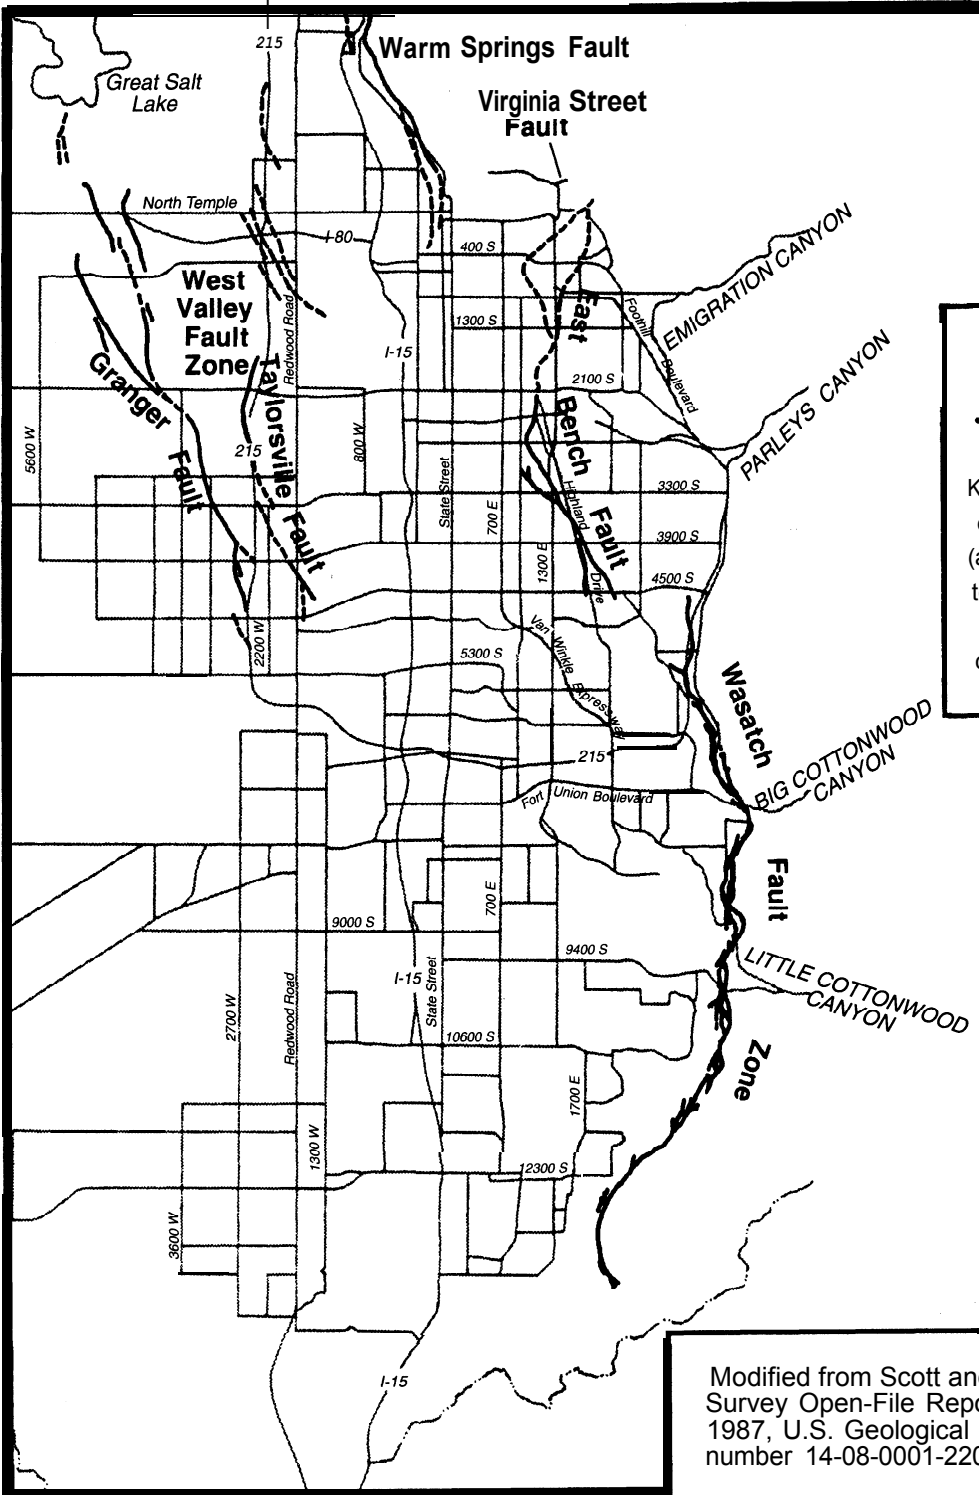 215
Warm Springs Fault
Great Salt
Lake
Virginia Street
Fault
North Temple
I-80
400 S
EMIGRATION CANYON
West
Valley
Fault
Zone
Redwood Road
1300 S
East
Foothill
Boulevard
I-15
PARLEYS CANYON
Granger
Fault
Taylorsville
Fault
2100 S
Bench
Fault
5600 W
215
800 W
State Street
700 E
Highland
Drive
3300 S
K
1300 E
3900 S
(a
4500 S
t
2200 W
Van Winkle Expressway
5300 S
Wasatch
215
BIG COTTONWOOD
CANYON
Fort Union Boulevard
Fault
700 E
9000 S
9400 S
LITTLE COTTONWOOD
CANYON
2700 W
Redwood Road
I-15
State Street
10600 S
Zone
1700 E
1300 W
12300 S
3600 W
I-15
Modified from Scott an
Survey Open-File Repo
1987, U.S. Geological
number 14-08-0001-220